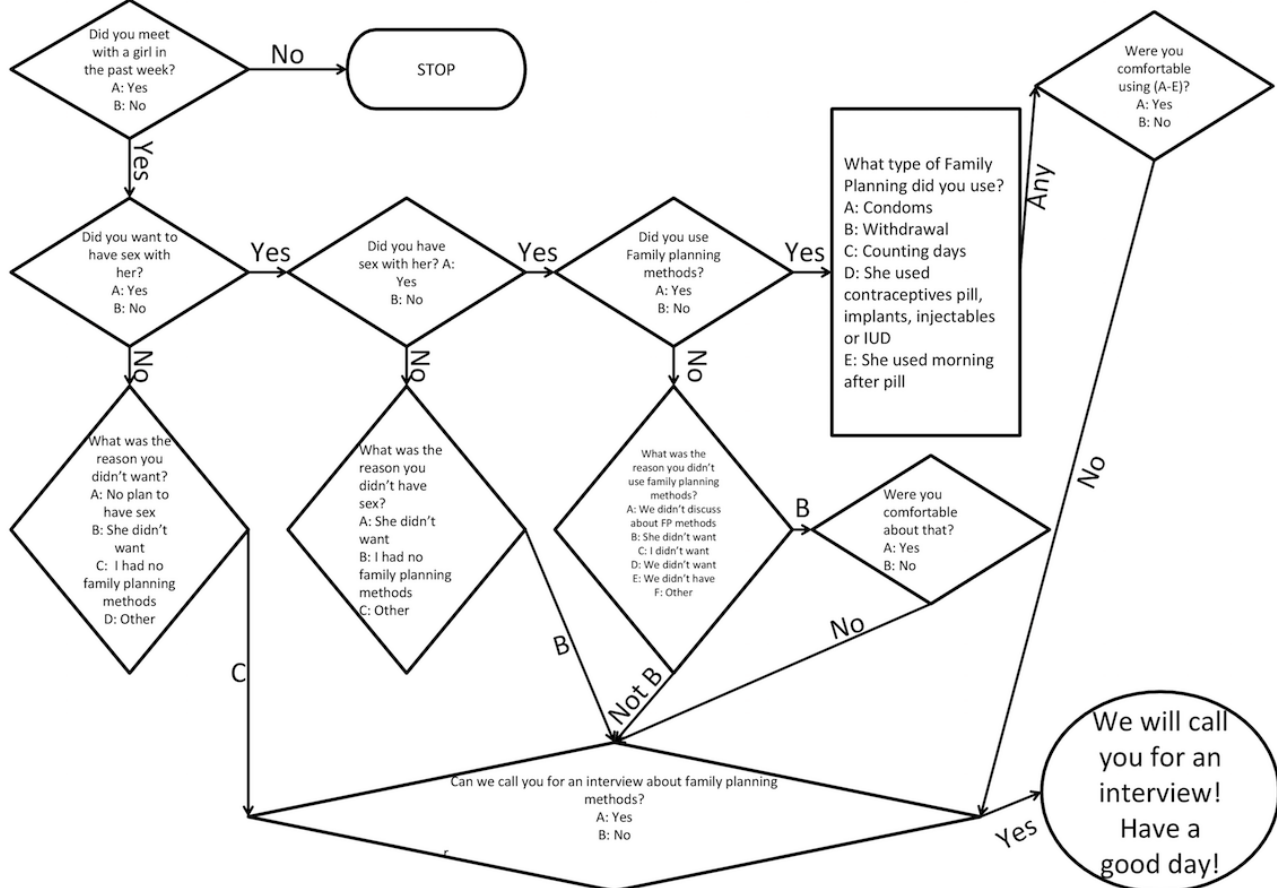 Did you meet
with a girl in
the past week?
A: Yes
B: No
No
STOP
Were you
comfortable
using (A-E)?
A: Yes
B: No
Yes
Did you want to
have sex with
her?
A: Yes
B: No
Yes
Did you have
sex with her? A:
Yes
B: No
Yes
Did you use
Family planning
methods?
A: Yes
B: No
Yes
What type of Family
Planning did you use?
A: Condoms
B: Withdrawal
C: Counting days
D: She used
contraceptives pill,
implants, injectables
or IUD
E: She used morning
after pill
Any
No
No
No
No
What was the
reason you
didn't want?
A: No plan to
have sex
B: She didn't
want
C: I had no
family planning
methods
D: Other
What was the
reason you
didn't have
sex?
A: She didn't
want
B: I had no
family planning
methods
C: Other
What was the
reason you didn't
use family planning
methods?
A: We didn't discuss
about FP methods
B: She didn't want
C: I didn't want
D: We didn't want
E: We didn't have
F: Other
B
Were you
comfortable
about that?
A: Yes
B: No
C
B
Not B
No
Can we call you for an interview about family planning
methods?
A: Yes
B: No
r
Yes
We will call
you for an
interview!
Have a
good day!